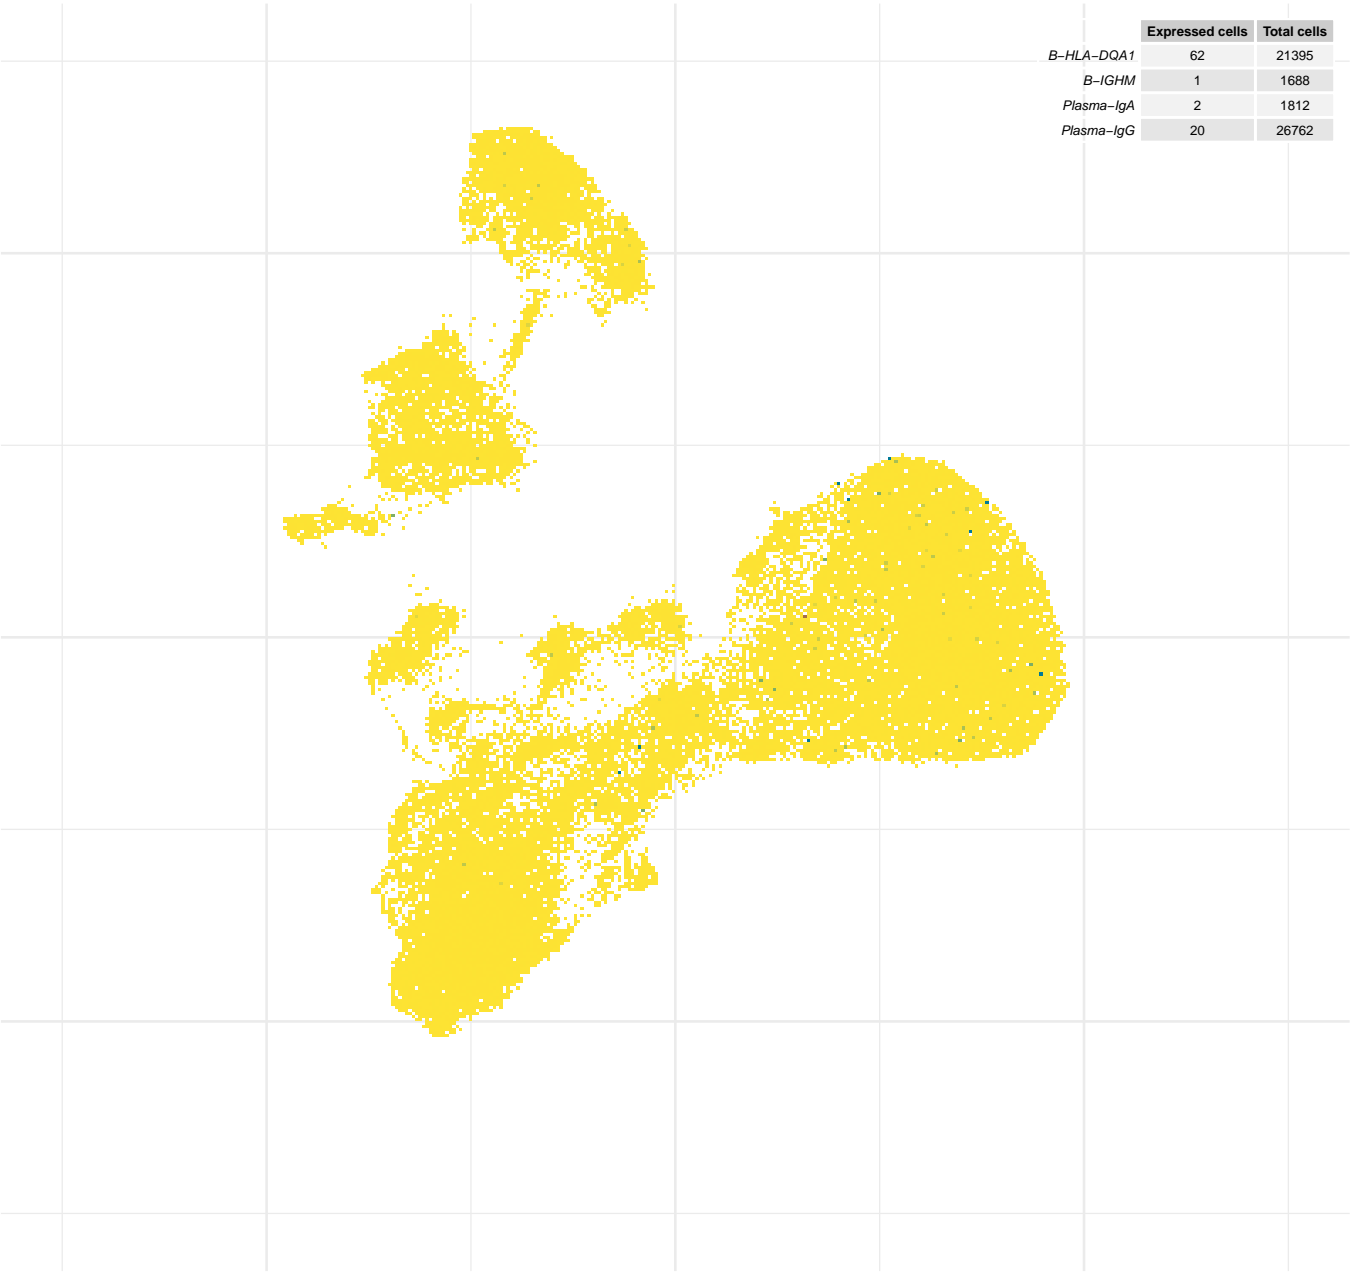 Expressed cells Total cells
B−HLA−DQA1 62 21395
B−IGHM 1 1688
Plasma−IgA 2 1812
Plasma−IgG 20 26762